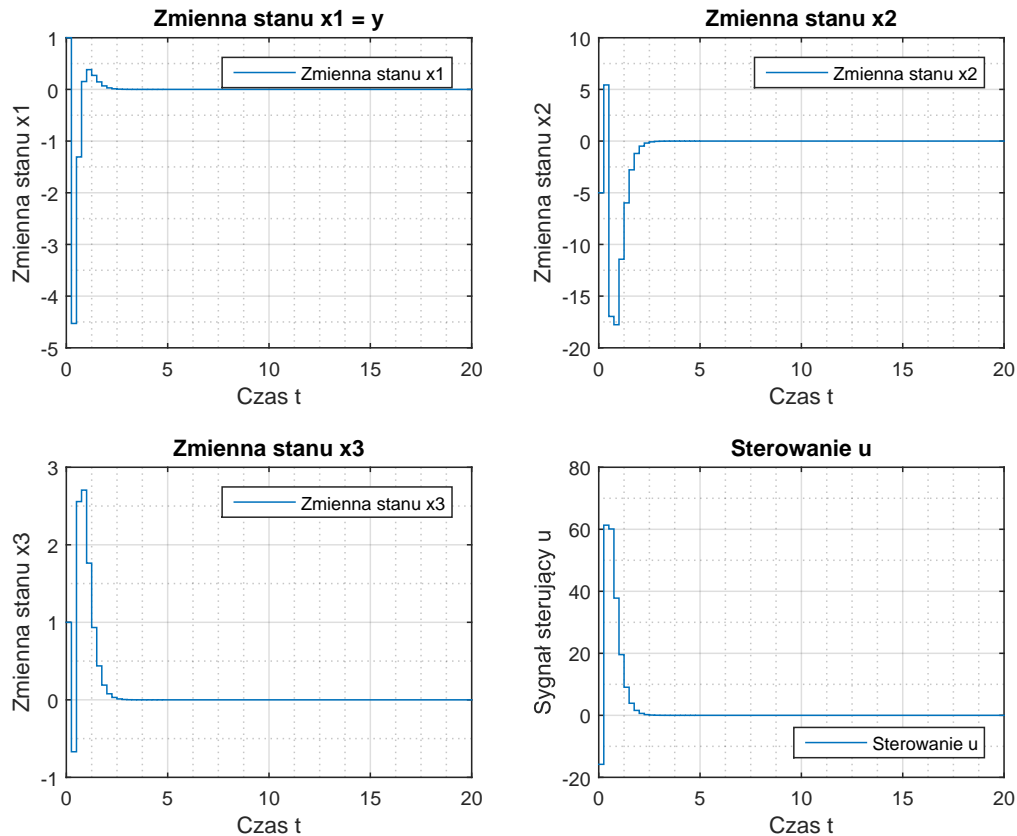 Zmienna stanu x1 = y
Zmienna stanu x1
1
0
-1
-2
-3
-4
-5
Zmienna stanu x1
0
5
10
15
20
Czas t
Zmienna stanu x2
Zmienna stanu x2
10
5
0
-5
-10
-15
-20
Zmienna stanu x2
0
5
10
15
20
Czas t
Zmienna stanu x3
Zmienna stanu x3
3
2
1
0
-1
Zmienna stanu x3
0
5
10
15
20
Czas t
Sterowanie u
Sygnał sterujący u
80
60
40
20
0
-20
Sterowanie u
0
5
10
15
20
Czas t